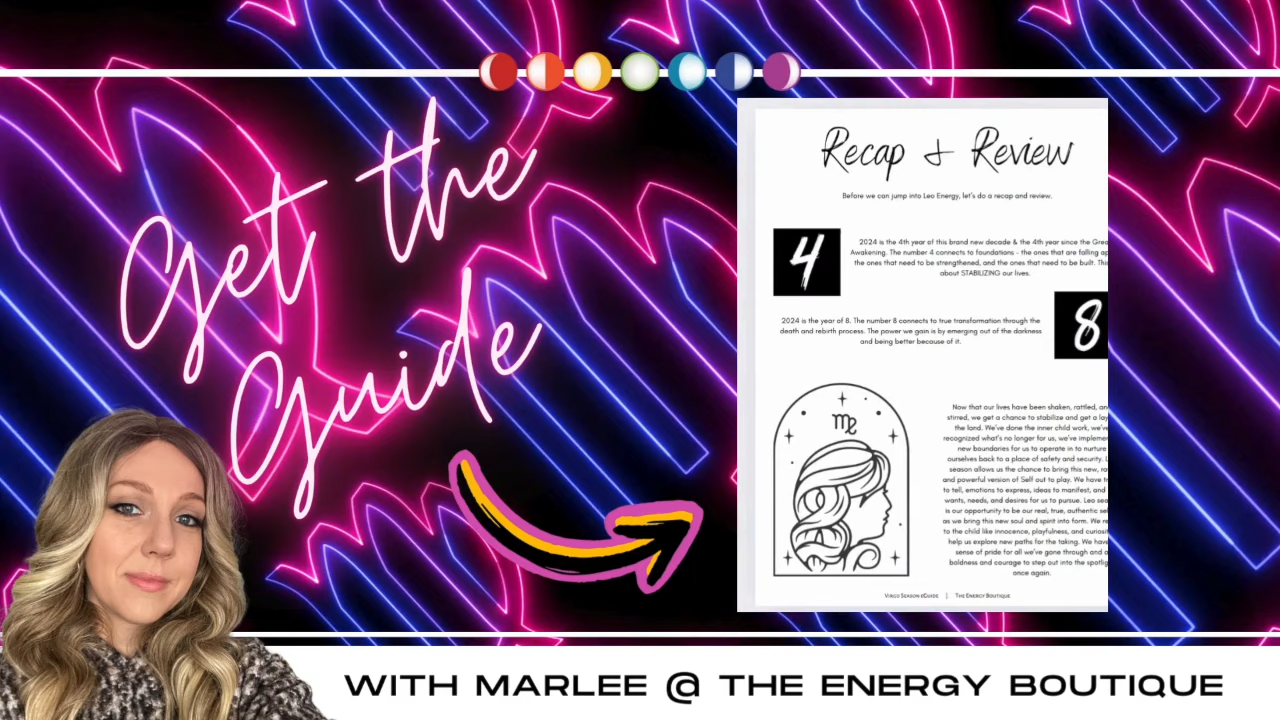 Get the
Guide
Recap & Review
Before we can jump into Leo Energy, let's do a recap and review.
4
2024 is the 4th year of this brand new decade & the 4th year since the Grea
Awakening. The number 4 connects to foundations - the ones that are falling ap
the ones that need to be strengthened, and the ones that need to be built. Thi
about STABILIZING our lives.
8
2024 is the year of 8. The number 8 connects to true transformation through the
death and rebirth process. The power we gain is by emerging out of the darkness
and being better because of it.
Now that our lives have been shaken, rattled, an
stirred, we get a chance to stabilize and get a lay
the land. We've done the inner child work, we've
recognized what's no longer for us, we've implemen
new boundaries for us to operate in to nurture
ourselves back to a place of safety and security. L
season allows us the chance to bring this new, ra
and powerful version of Self out to play. We have
to tell, emotions to express, ideas to manifest, and
wants, needs, and desires for us to pursue. Leo sea
is our opportunity to be our real, true, authentic sel
as we bring this new soul and spirit into form. We re
to the child like innocence, playfulness, and curiosit
help us explore new paths for the taking. We have
sense of pride for all we've gone through and a
boldness and courage to step out into the spotlig
once again.
Virgo Season eGuide | The Energy Boutique
WITH MARLEE @ THE ENERGY BOUTIQUE